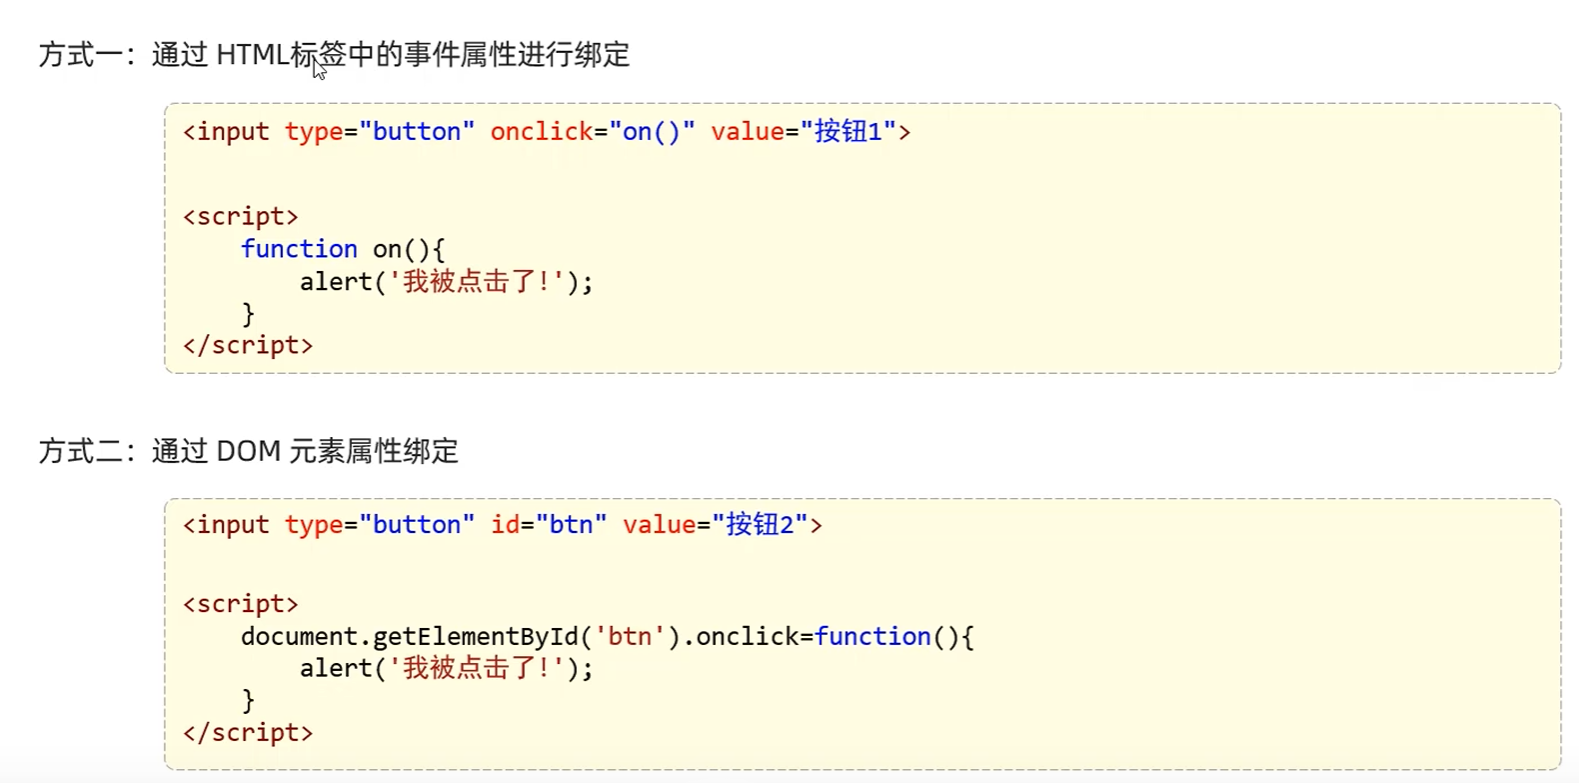 方式一：通过 HTML标签中的事件属性进行绑定
<input type="button" onclick="on()" value="按钮1">
<script>
function on(){
alert('我被点击了!');
}
</script>
方式二：通过 DOM 元素属性绑定
<input type="button" id="btn" value="按钮2">
<script>
document.getElementById('btn').onclick=function(){
alert('我被点击了!');
}
</script>